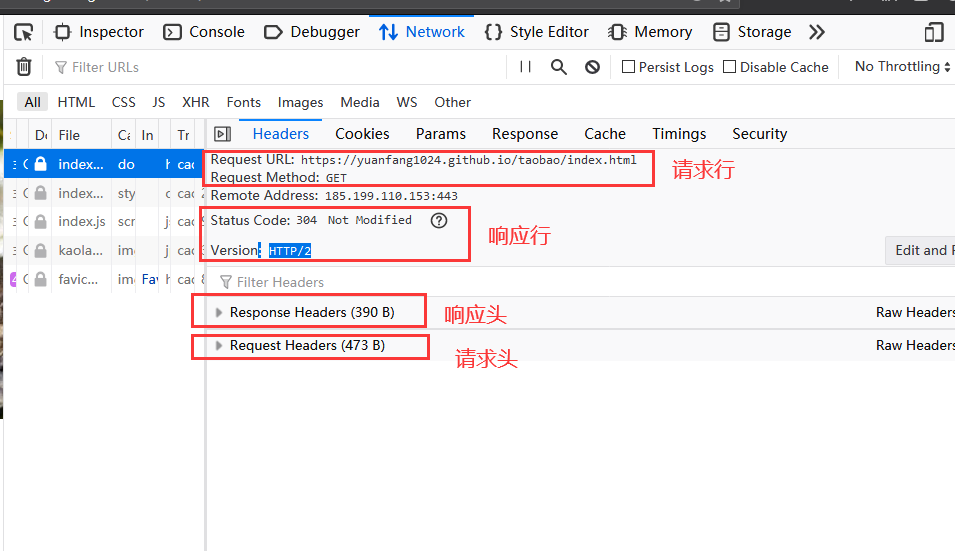 Inspector Console Debugger Network Style Editor Memory Storage
Filter URLs Persist Logs Disable Cache No Throttling
All HTML CSS JS XHR Fonts Images Media WS Other
File In Tr Headers Cookies Params Response Cache Timings Security
index... do h cac
Request URL: https://yuanfang1024.github.io/taobao/index.html
请求行
Request Method: GET
index... sty c cac
Remote Address: 185.199.110.153:443
index.js scr js cac
Status Code: 304 Not Modified
响应行
kaola... im j cac
Version: HTTP/2
Edit and
favic... im Fav h cac
Filter Headers
Response Headers (390 B) 响应头 Raw Headers
Request Headers (473 B) 请求头 Raw Headers